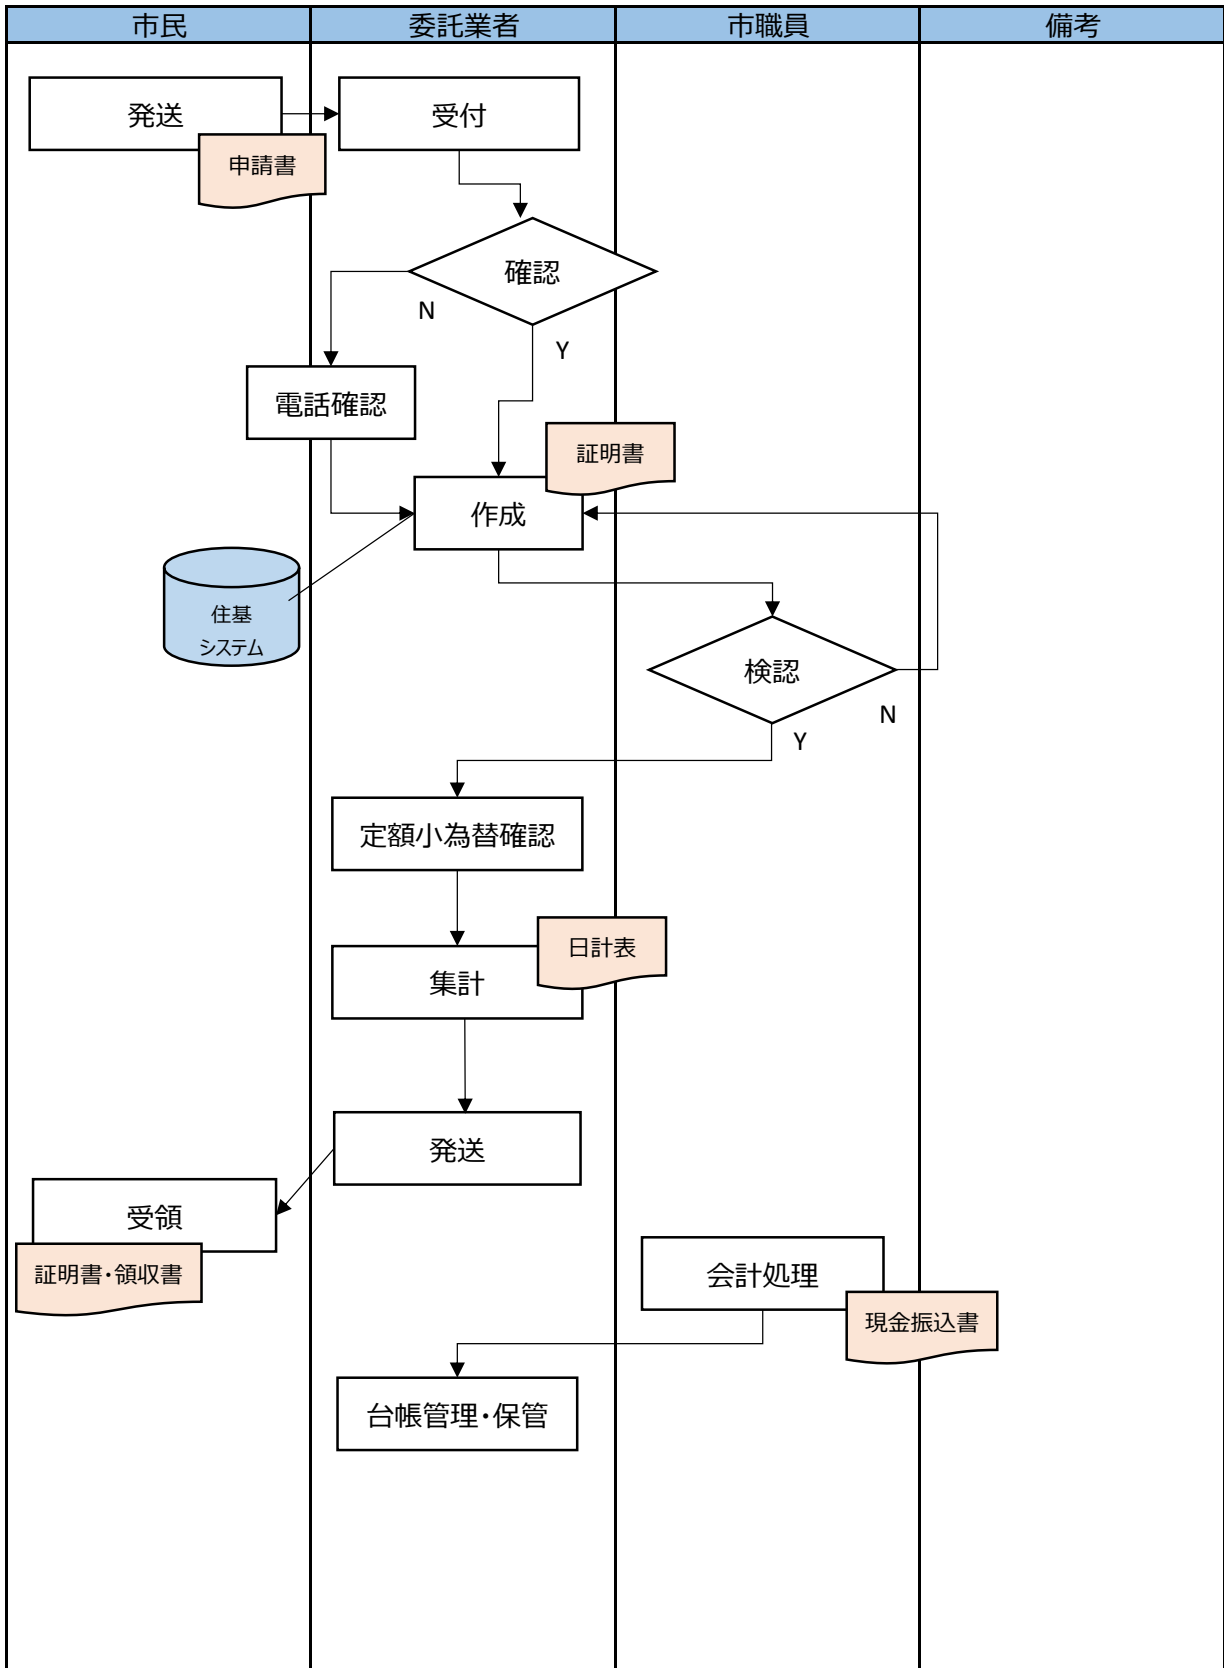 市民
委託業者
市職員
備考
発送
受付
申請書
確認
N
Y
電話確認
証明書
作成
住基
システム
検認
N
Y
定額小為替確認
日計表
集計
発送
受領
証明書・領収書
会計処理
現金振込書
台帳管理・保管